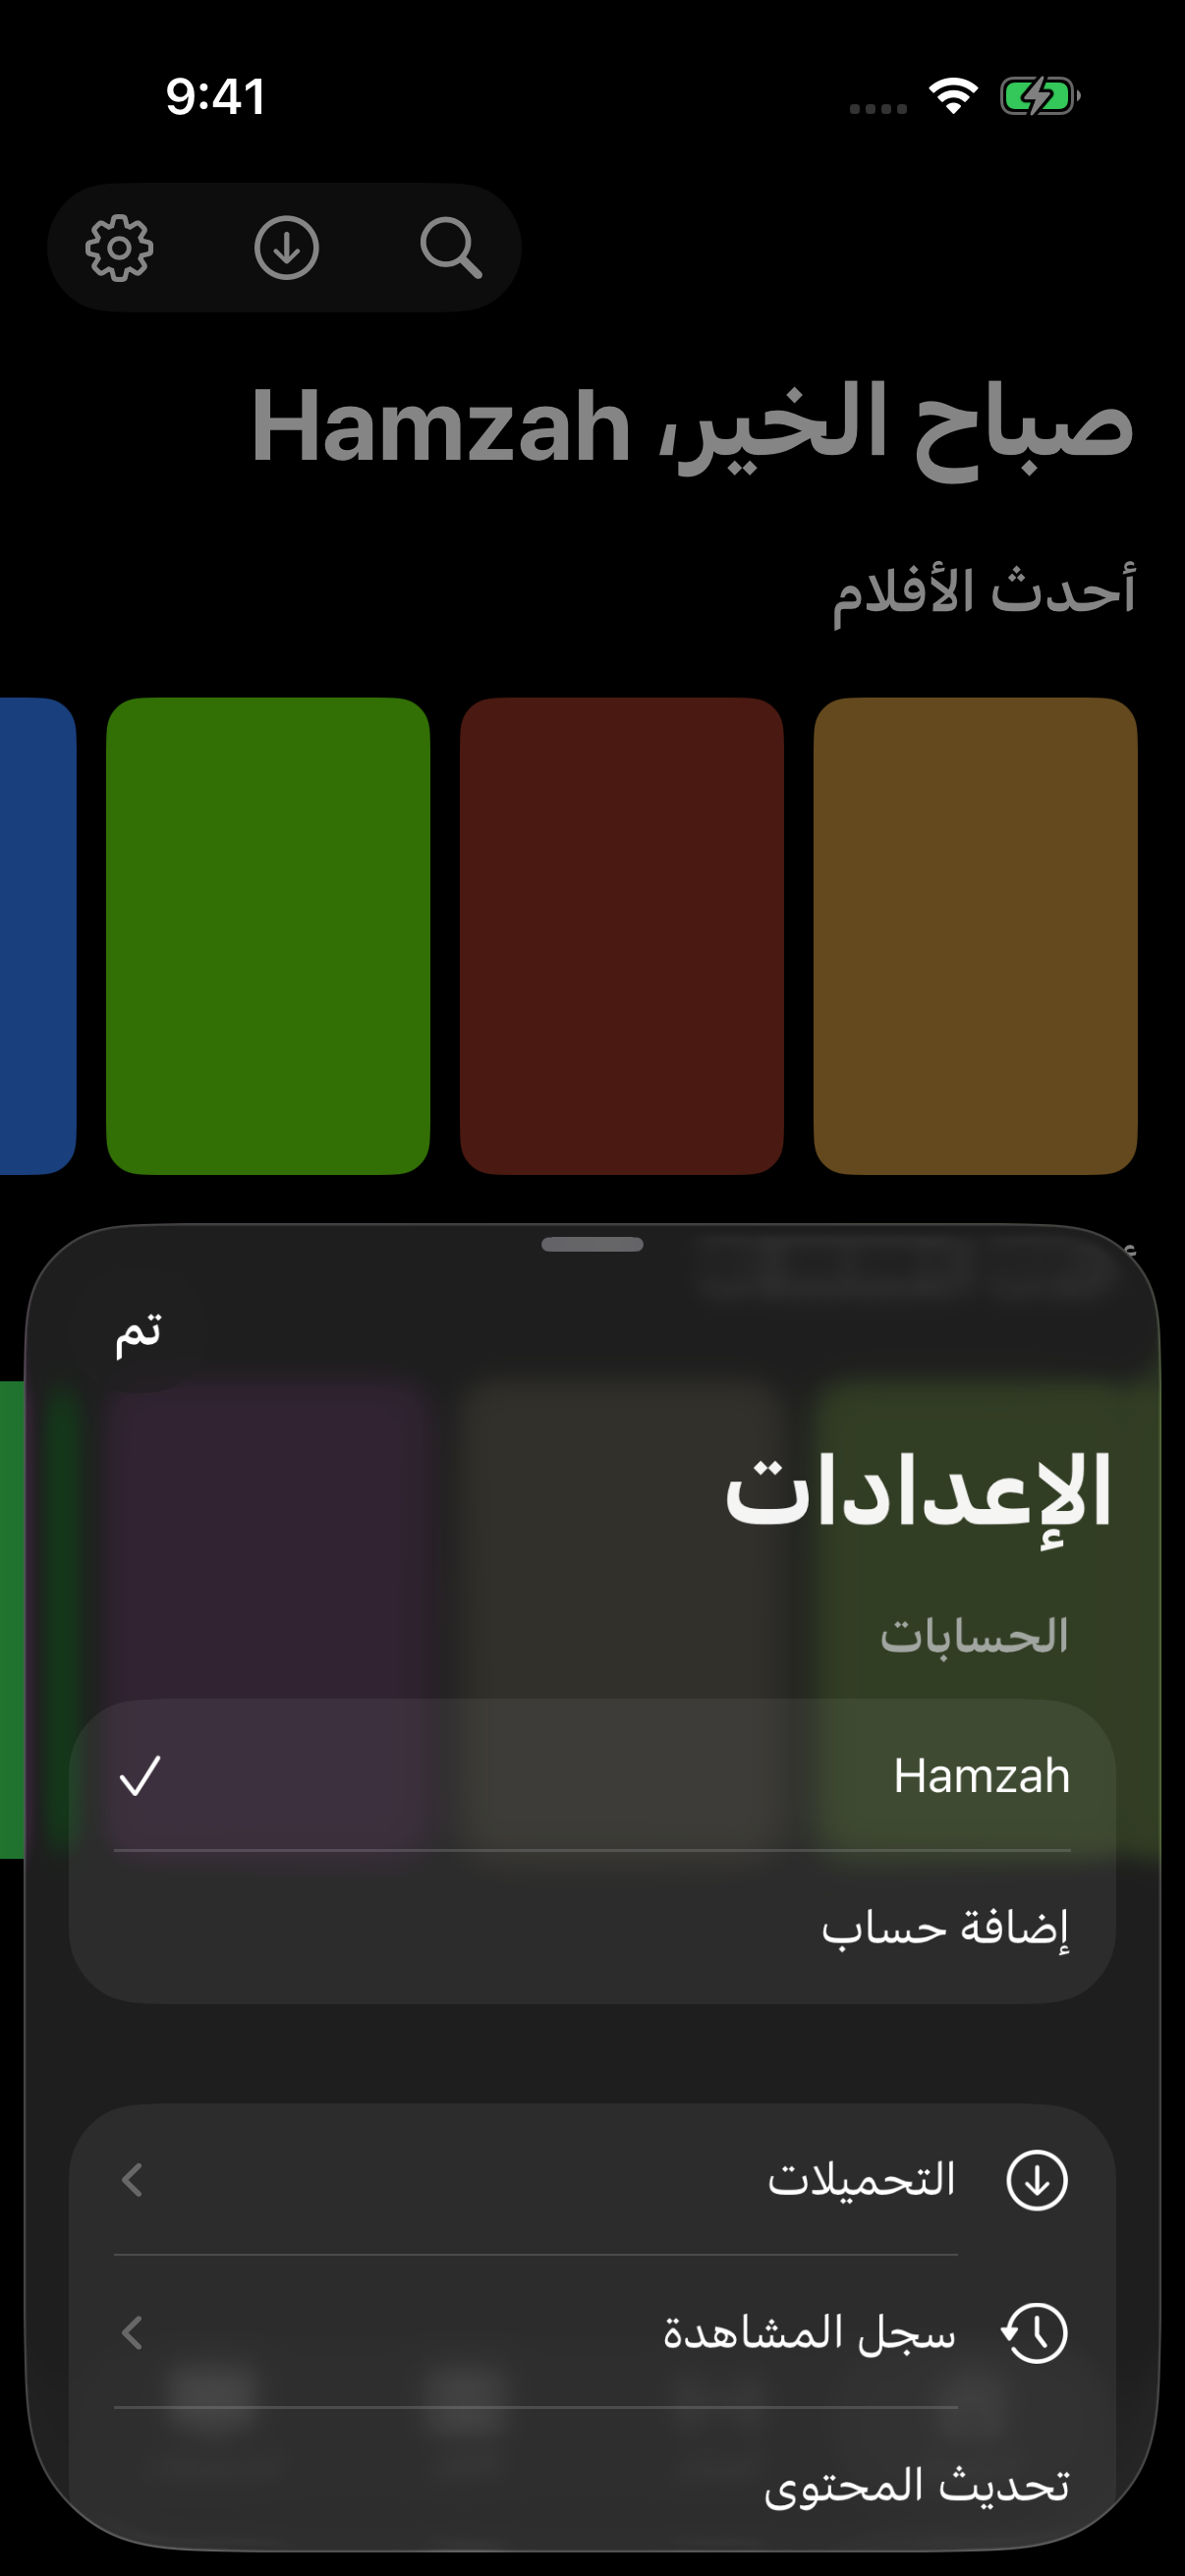 9:41
صباح الخير، Hamzah
أحدث الأفلام
تم
الإعدادات
الحسابات
Hamzah
إضافة حساب
التحميلات
سجل المشاهدة
تحديث المحتوى